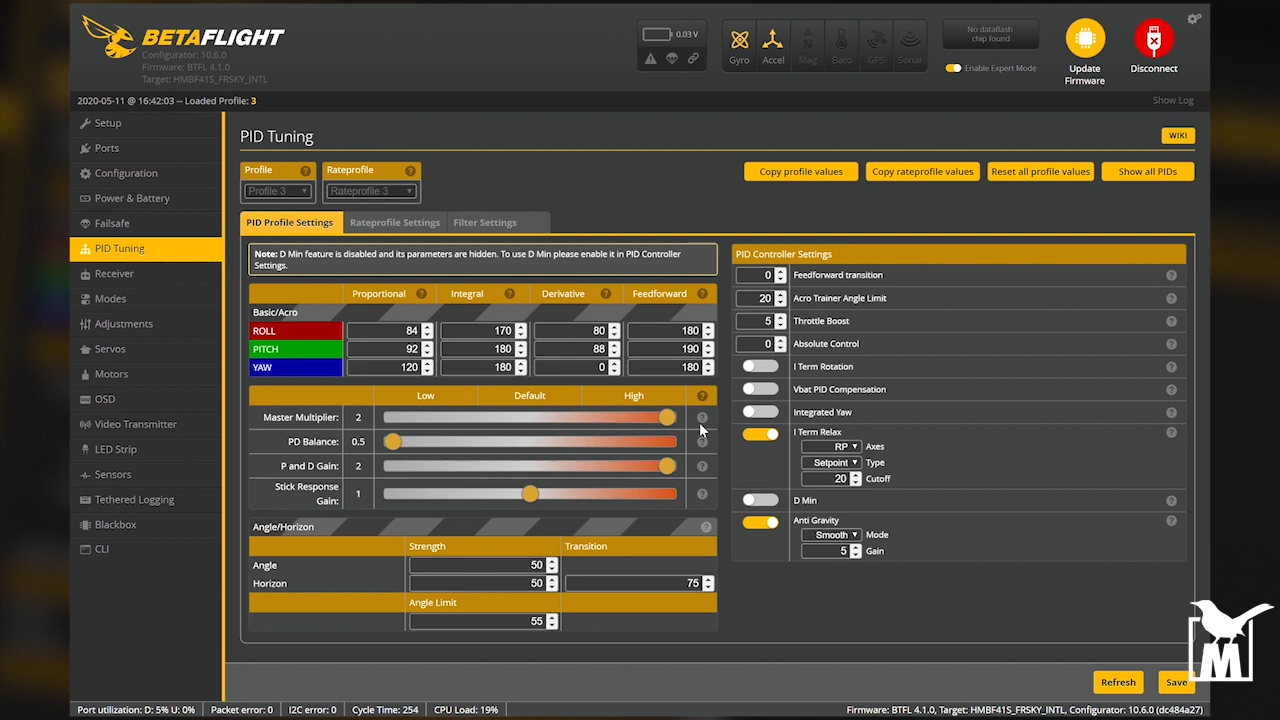 BETAFLIGHT
Configurator: 10.6.0
Firmware: BTFL 4.1.0
Target: HMBF41S_FRSKY_INTL
0.03 V
Gyro Accel Mag Baro GPS Sonar
No dataflash
chip found
Enable Expert Mode
Update
Firmware
Disconnect
2020-05-11 @ 16:42:03 -- Loaded Profile: 3
Show Log
Setup
Ports
Configuration
Power & Battery
Failsafe
PID Tuning
Receiver
Modes
Adjustments
Servos
Motors
OSD
Video Transmitter
LED Strip
Sensors
Tethered Logging
Blackbox
CLI
PID Tuning
WIKI
Profile ?
Profile 3
Rateprofile ?
Rateprofile 3
Copy profile values
Copy rateprofile values
Reset all profile values
Show all PIDs
PID Profile Settings
Rateprofile Settings
Filter Settings
Note: D Min feature is disabled and its parameters are hidden. To use D Min please enable it in PID Controller
Settings.
Proportional ? Integral ? Derivative ? Feedforward ?
Basic/Acro
ROLL 84 170 80 180
PITCH 92 180 88 190
YAW 120 180 0 180
Low Default High ?
Master Multiplier: 2 ?
PD Balance: 0.5 ?
P and D Gain: 2 ?
Stick Response
Gain: 1 ?
Angle/Horizon ?
Strength Transition
Angle 50
Horizon 50 75
Angle Limit
55
PID Controller Settings
0 Feedforward transition ?
20 Acro Trainer Angle Limit ?
5 Throttle Boost ?
0 Absolute Control ?
I Term Rotation ?
Vbat PID Compensation ?
Integrated Yaw ?
I Term Relax ?
RP Axes
Setpoint Type
20 Cutoff
D Min ?
Anti Gravity ?
Smooth Mode
5 Gain
Refresh
Save
M
Port utilization: D: 5% U: 0% Packet error: 0 I2C error: 0 Cycle Time: 254 CPU Load: 19%
Firmware: BTFL 4.1.0, Target: HMBF41S_FRSKY_INTL, Configurator: 10.6.0 (dc484a27)